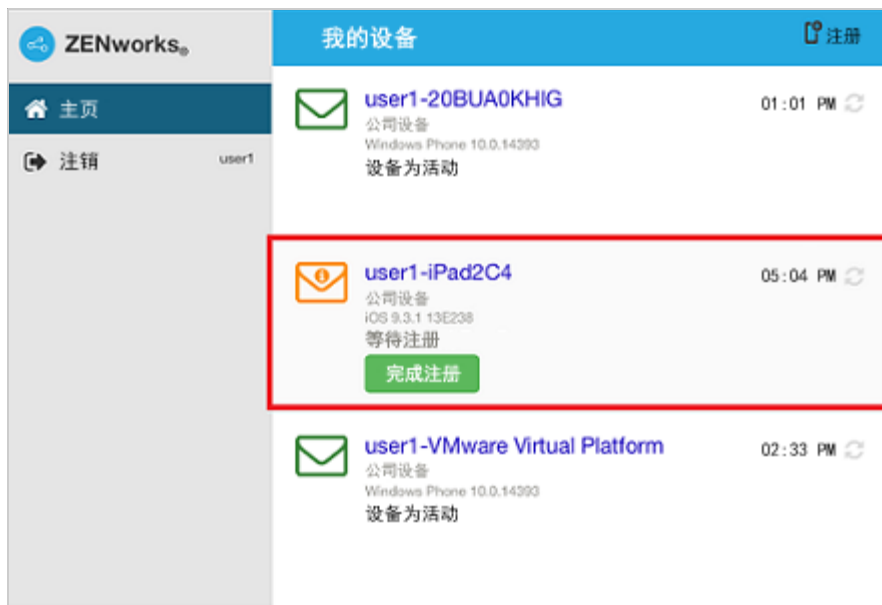 ZENworks®
我的设备
注册
主页
注销 user1
user1-20BUA0KHIG 01:01 PM
公司设备
Windows Phone 10.0.14393
设备为活动
user1-iPad2C4 05:04 PM
公司设备
iOS 9.3.1 13E238
等待注册
完成注册
user1-VMware Virtual Platform 02:33 PM
公司设备
Windows Phone 10.0.14393
设备为活动